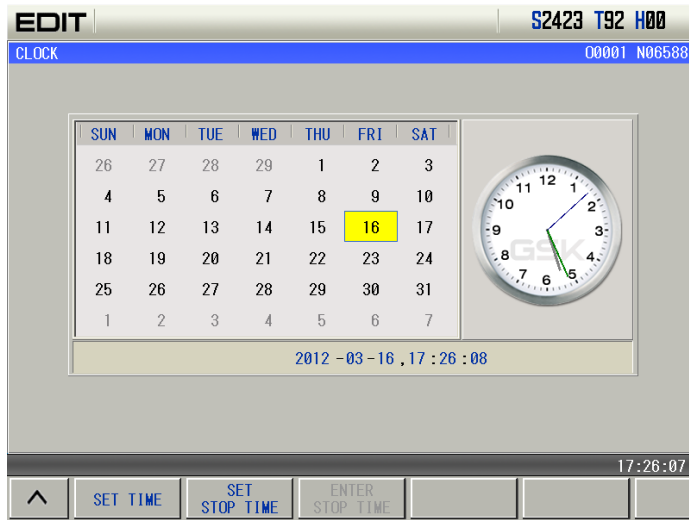 EDIT S2423 T92 H00
CLOCK O0001 N06588
SUN MON TUE WED THU FRI SAT
26 27 28 29 1 2 3
4 5 6 7 8 9 10
11 12 13 14 15 16 17
18 19 20 21 22 23 24
25 26 27 28 29 30 31
1 2 3 4 5 6 7
12 1 2 3 4 5 6 7 8 9 10 11
GSK
2012-03-16,17:26:08
17:26:07
^ SET TIME SET STOP TIME ENTER STOP TIME